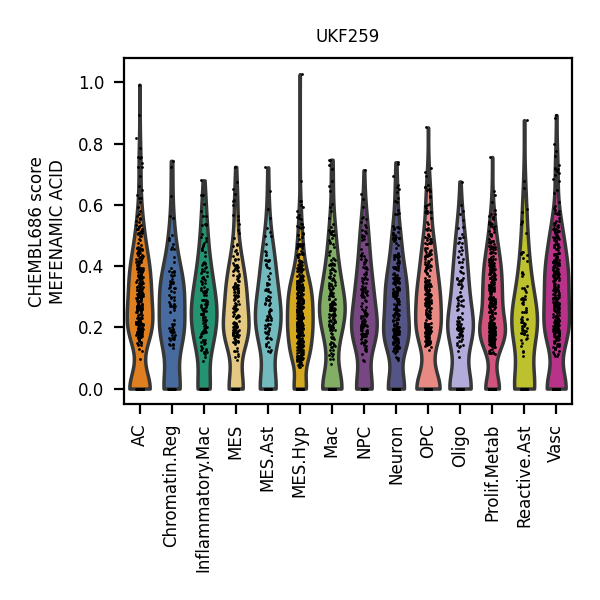 UKF259
CHEMBL686 score
MEFENAMIC ACID
1.0
0.8
0.6
0.4
0.2
0.0
AC
Chromatin.Reg
Inflammatory.Mac
MES
MES.Ast
MES.Hyp
Mac
NPC
Neuron
OPC
Oligo
Prolif.Metab
Reactive.Ast
Vasc